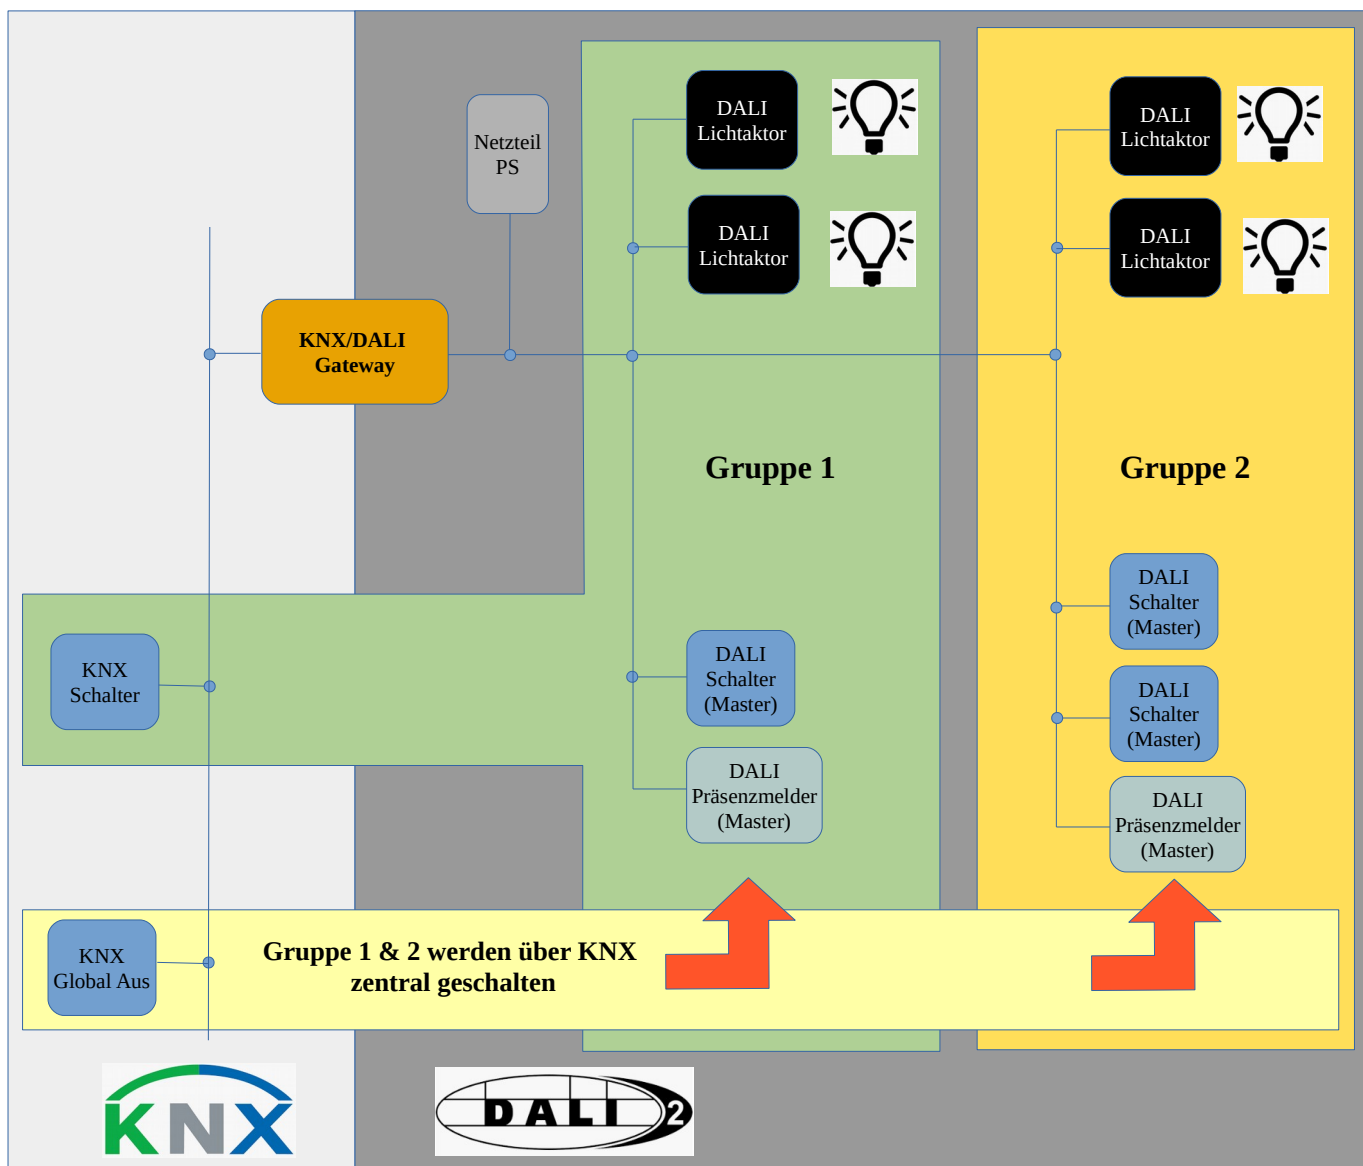 Netzteil
PS
DALI
Lichtaktor
DALI
Lichtaktor
DALI
Lichtaktor
DALI
Lichtaktor
KNX/DALI
Gateway
Gruppe 1
Gruppe 2
KNX
Schalter
DALI
Schalter
(Master)
DALI
Präsenzmelder
(Master)
DALI
Schalter
(Master)
DALI
Schalter
(Master)
DALI
Präsenzmelder
(Master)
KNX
Global Aus
Gruppe 1 & 2 werden über KNX
zentral geschalten
KNX
DALI 2